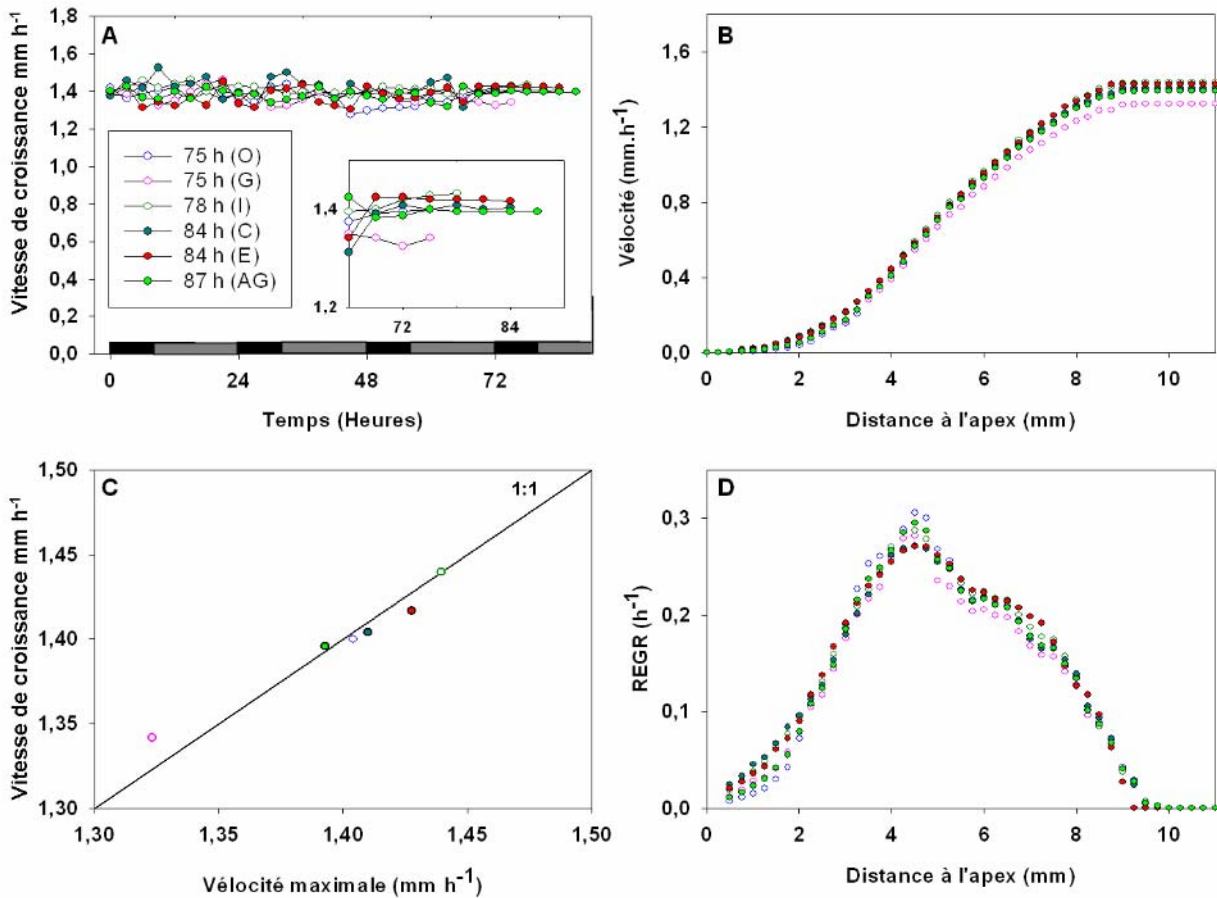 A
Vitesse de croissance mm h-1
1,8
1,6
1,4
1,2
1,0
0,8
0,6
0,4
0,2
0,0
75 h (O)
75 h (G)
78 h (I)
84 h (C)
84 h (E)
87 h (AG)
1,4
1,2
72
84
0
24
48
72
Temps (Heures)
B
Vélocité (mm.h-1)
1,6
1,2
0,8
0,4
0,0
0
2
4
6
8
10
Distance à l'apex (mm)
C
1:1
Vitesse de croissance mm h-1
1,50
1,45
1,40
1,35
1,30
1,30
1,35
1,40
1,45
1,50
Vélocité maximale (mm h-1)
D
REGR (h-1)
0,3
0,2
0,1
0,0
0
2
4
6
8
10
Distance à l'apex (mm)